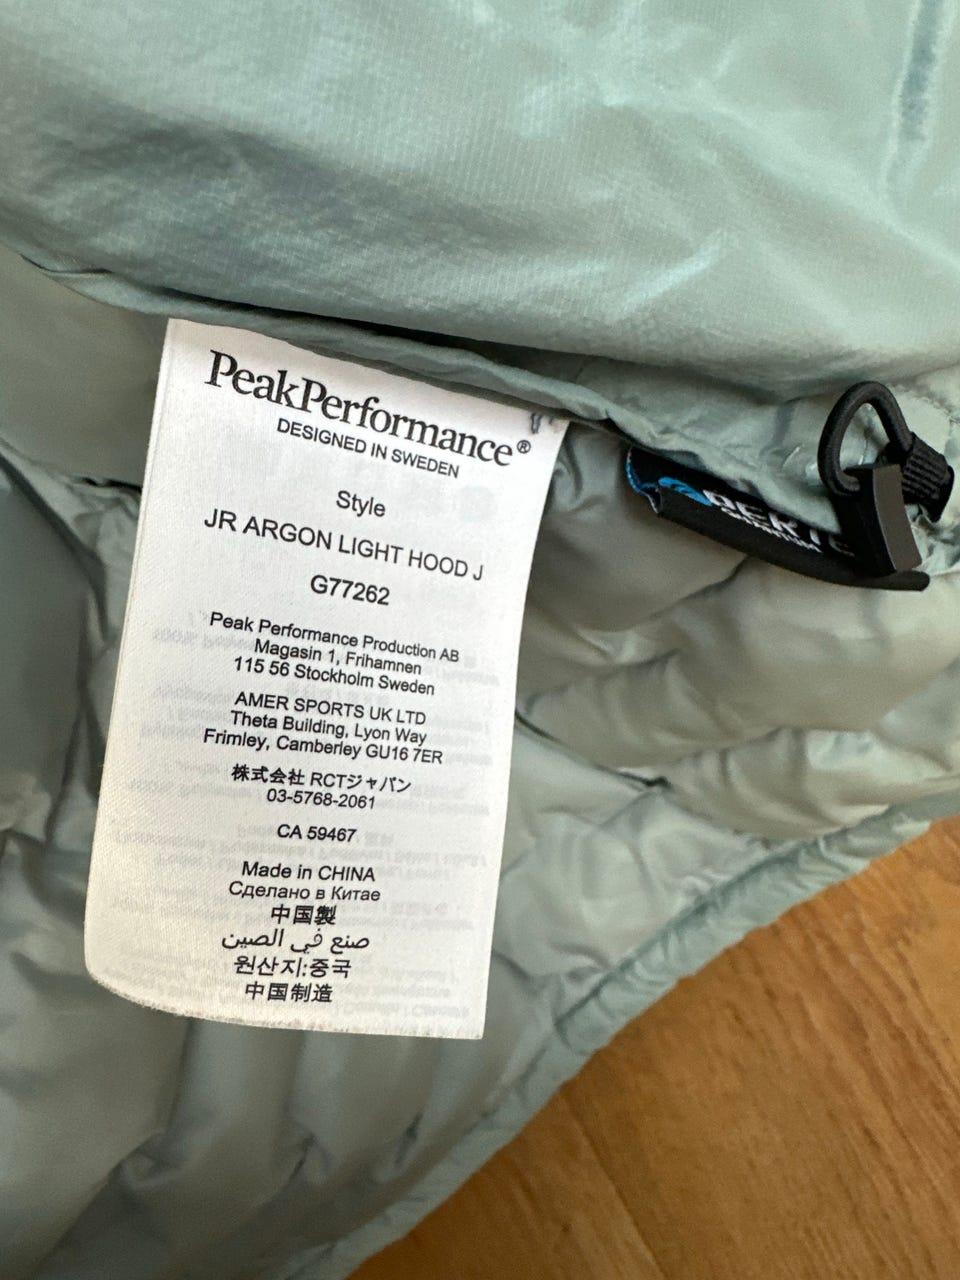 PeakPerformance®
DESIGNED IN SWEDEN
Style
JR ARGON LIGHT HOOD J
G77262
Peak Performance Production AB
Magasin 1, Frihamnen
115 56 Stockholm Sweden
AMER SPORTS UK LTD
Theta Building, Lyon Way
Frimley, Camberley GU16 7ER
株式会社 RCTジャパン
03-5768-2061
CA 59467
Made in CHINA
Сделано в Китае
中国製
صنع في الصين
원산지:중국
中国制造